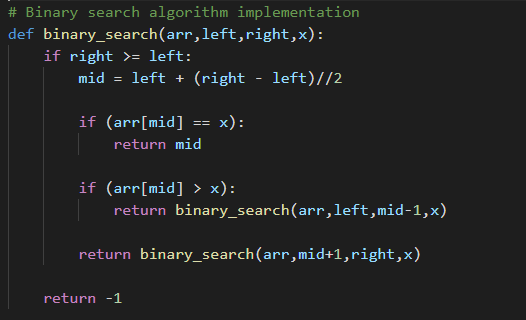 # Binary search algorithm implementation
def binary_search(arr,left,right,x):
    if right >= left:
        mid = left + (right - left)//2
        if (arr[mid] == x):
            return mid
        if (arr[mid] > x):
            return binary_search(arr,left,mid-1,x)
        return binary_search(arr,mid+1,right,x)
    return -1